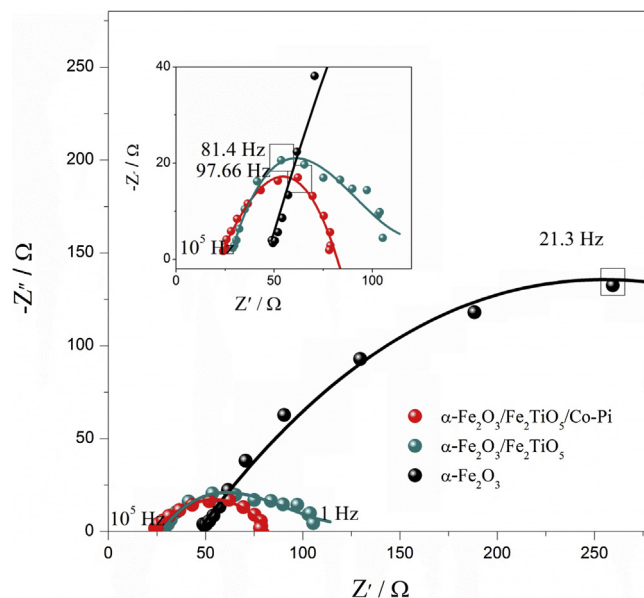 250
200
150
100
50
0
-Z″ / Ω
0
50
100
150
200
250
Z′ / Ω
40
20
0
-Z″ / Ω
0
50
100
Z′ / Ω
81.4 Hz
97.66 Hz
10⁵ Hz
21.3 Hz
α-Fe₂O₃/Fe₂TiO₅/Co-Pi
α-Fe₂O₃/Fe₂TiO₅
α-Fe₂O₃
10⁵ Hz
1 Hz